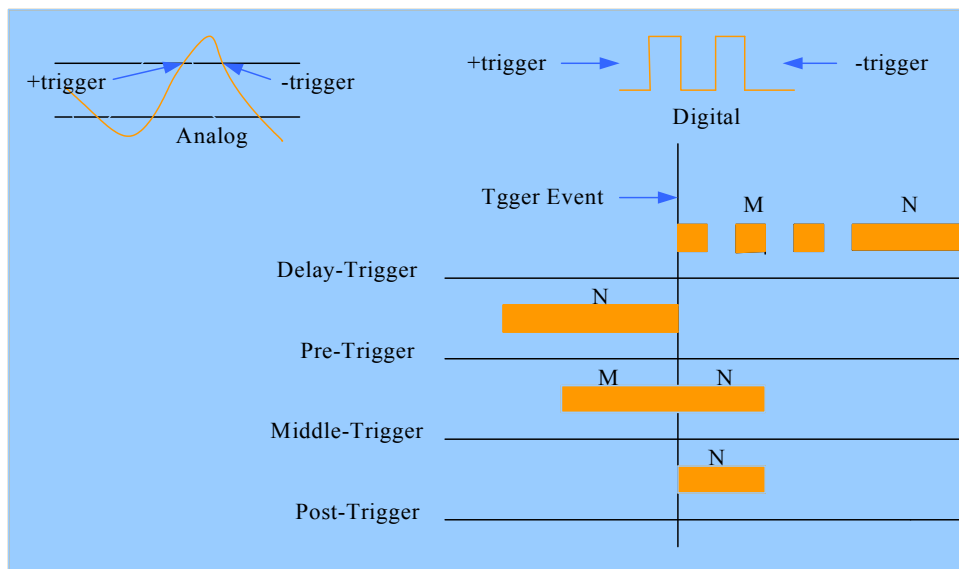 +trigger
-trigger
Analog
+trigger
-trigger
Digital
Tgger Event
M
N
Delay-Trigger
N
Pre-Trigger
M
N
Middle-Trigger
N
Post-Trigger